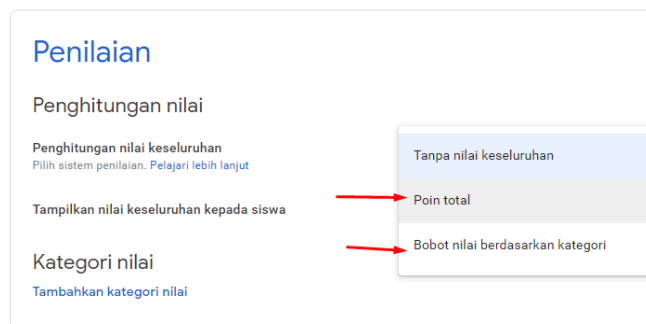 Penilaian
Penghitungan nilai
Penghitungan nilai keseluruhan
Pilih sistem penilaian. Pelajari lebih lanjut
Tanpa nilai keseluruhan
Poin total
Tampilkan nilai keseluruhan kepada siswa
Bobot nilai berdasarkan kategori
Kategori nilai
Tambahkan kategori nilai